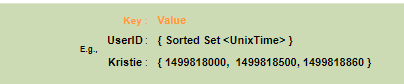 Key : Value
UserID : { Sorted Set <UnixTime> }
E.g.,
Kristie : { 1499818000, 1499818500, 1499818860 }